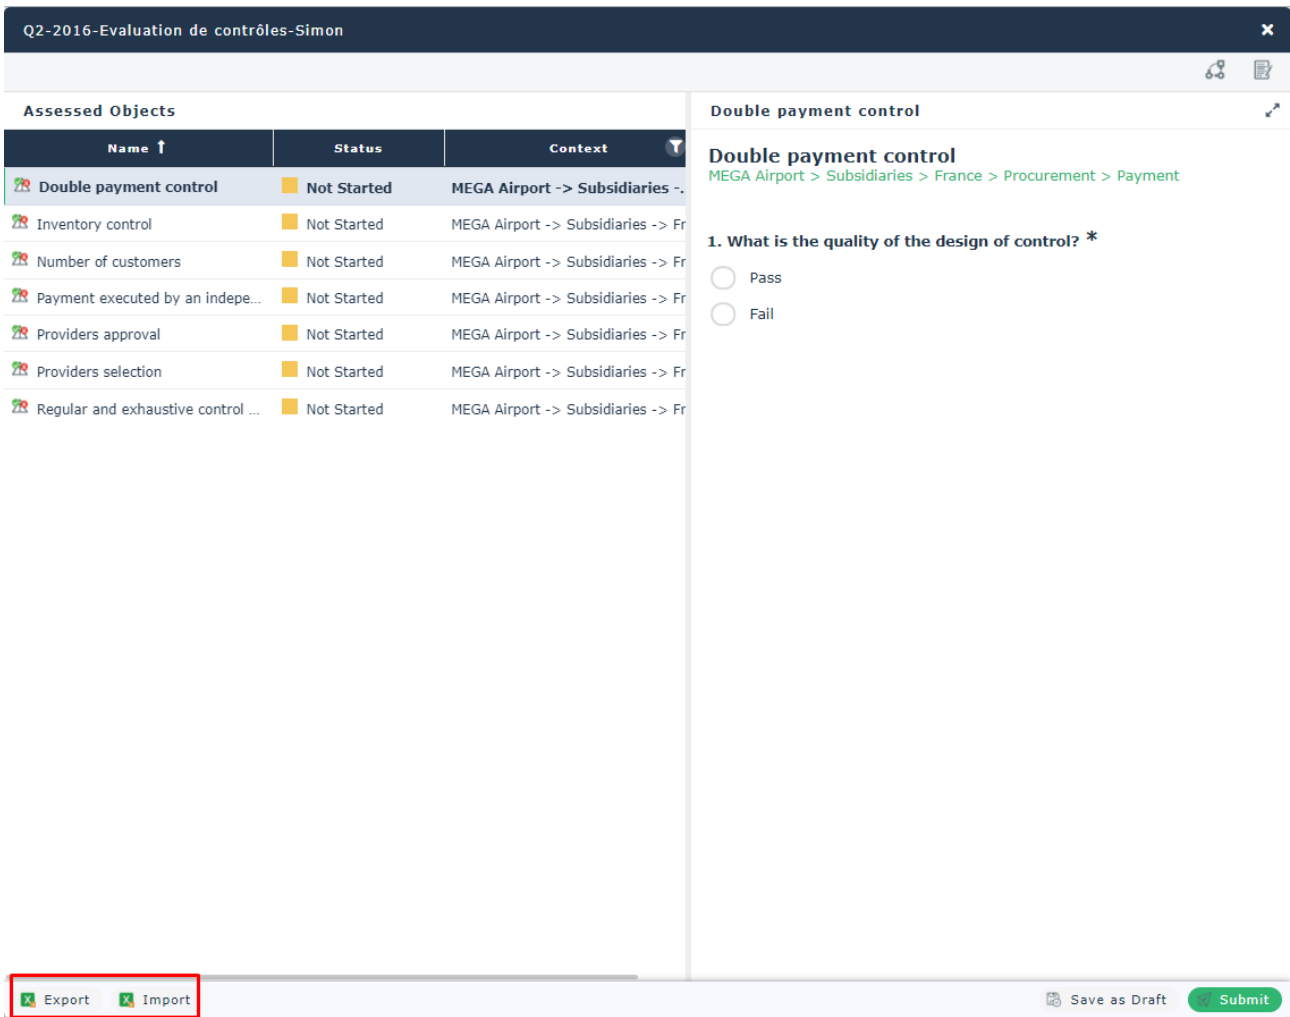 Q2-2016-Evaluation de contrôles-Simon
Assessed Objects
Name Status Context
Double payment control Not Started MEGA Airport -> Subsidiaries -..
Inventory control Not Started MEGA Airport -> Subsidiaries -> Fr
Number of customers Not Started MEGA Airport -> Subsidiaries -> Fr
Payment executed by an indepe... Not Started MEGA Airport -> Subsidiaries -> Fr
Providers approval Not Started MEGA Airport -> Subsidiaries -> Fr
Providers selection Not Started MEGA Airport -> Subsidiaries -> Fr
Regular and exhaustive control ... Not Started MEGA Airport -> Subsidiaries -> Fr
Double payment control
Double payment control
MEGA Airport > Subsidiaries > France > Procurement > Payment
1. What is the quality of the design of control? *
Pass
Fail
Export Import Save as Draft Submit